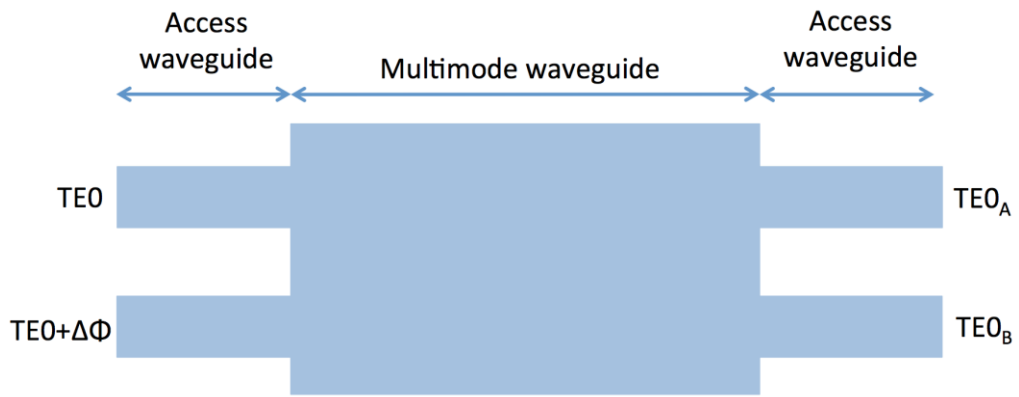 Access
waveguide
Multimode waveguide
Access
waveguide
TE0
TE0+ΔΦ
TE0A
TE0B